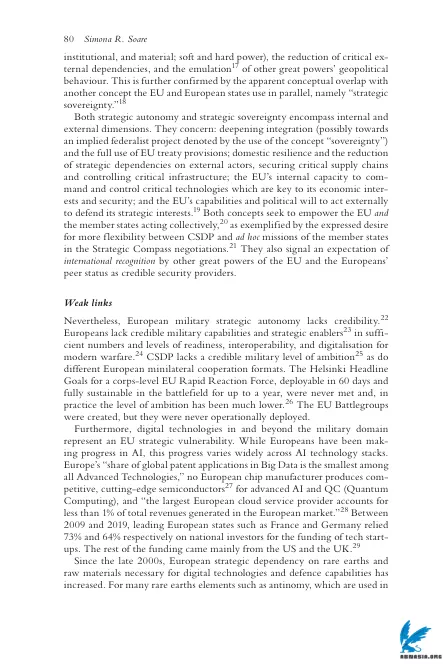 80 Simona R. Soare
institutional, and material; soft and hard power), the reduction of critical ex-
ternal dependencies, and the emulation17 of other great powers’ geopolitical
behaviour. This is further confirmed by the apparent conceptual overlap with
another concept the EU and European states use in parallel, namely “strategic
sovereignty.”18
Both strategic autonomy and strategic sovereignty encompass internal and
external dimensions. They concern: deepening integration (possibly towards
an implied federalist project denoted by the use of the concept “sovereignty”)
and the full use of EU treaty provisions; domestic resilience and the reduction
of strategic dependencies on external actors, securing critical supply chains
and controlling critical infrastructure; the EU’s internal capacity to com-
mand and control critical technologies which are key to its economic inter-
ests and security; and the EU’s capabilities and political will to act externally
to defend its strategic interests.19 Both concepts seek to empower the EU and
the member states acting collectively,20 as exemplified by the expressed desire
for more flexibility between CSDP and ad hoc missions of the member states
in the Strategic Compass negotiations.21 They also signal an expectation of
international recognition by other great powers of the EU and the Europeans’
peer status as credible security providers.
Weak links
Nevertheless, European military strategic autonomy lacks credibility.22
Europeans lack credible military capabilities and strategic enablers23 in suffi-
cient numbers and levels of readiness, interoperability, and digitalisation for
modern warfare.24 CSDP lacks a credible military level of ambition25 as do
different European minilateral cooperation formats. The Helsinki Headline
Goals for a corps-level EU Rapid Reaction Force, deployable in 60 days and
fully sustainable in the battlefield for up to a year, were never met and, in
practice the level of ambition has been much lower.26 The EU Battlegroups
were created, but they were never operationally deployed.
Furthermore, digital technologies in and beyond the military domain
represent an EU strategic vulnerability. While Europeans have been mak-
ing progress in AI, this progress varies widely across AI technology stacks.
Europe’s “share of global patent applications in Big Data is the smallest among
all Advanced Technologies,” no European chip manufacturer produces com-
petitive, cutting-edge semiconductors27 for advanced AI and QC (Quantum
Computing), and “the largest European cloud service provider accounts for
less than 1% of total revenues generated in the European market.”28 Between
2009 and 2019, leading European states such as France and Germany relied
73% and 64% respectively on national investors for the funding of tech start-
ups. The rest of the funding came mainly from the US and the UK.29
Since the late 2000s, European strategic dependency on rare earths and
raw materials necessary for digital technologies and defence capabilities has
increased. For many rare earths elements such as antinomy, which are used in